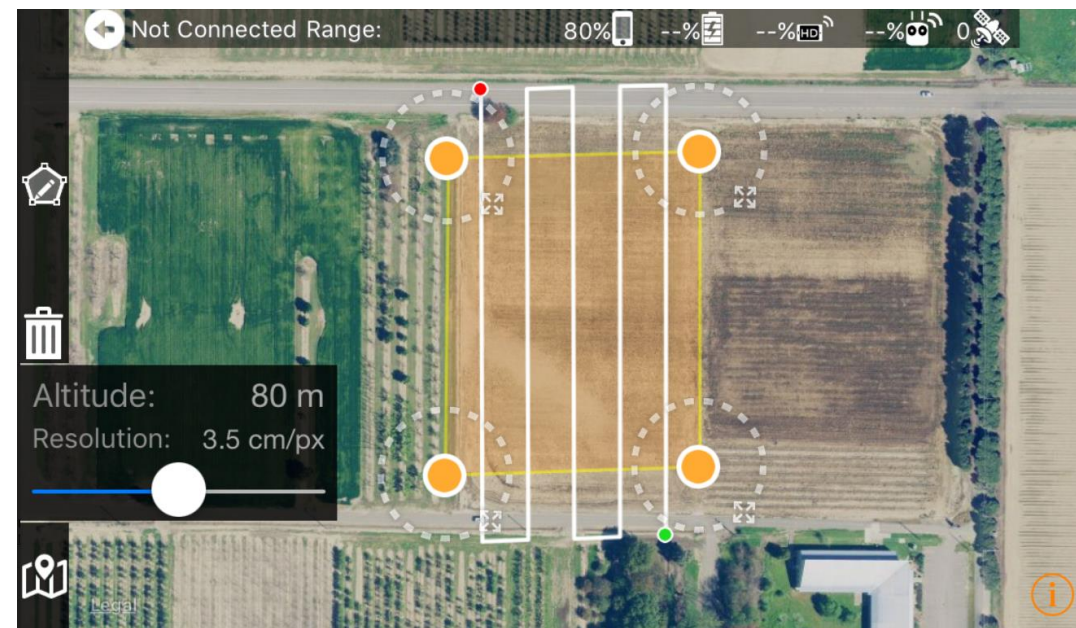 Not Connected Range: 80% --% --% HD --% 0
Altitude: 80 m
Resolution: 3.5 cm/px
Legal
i